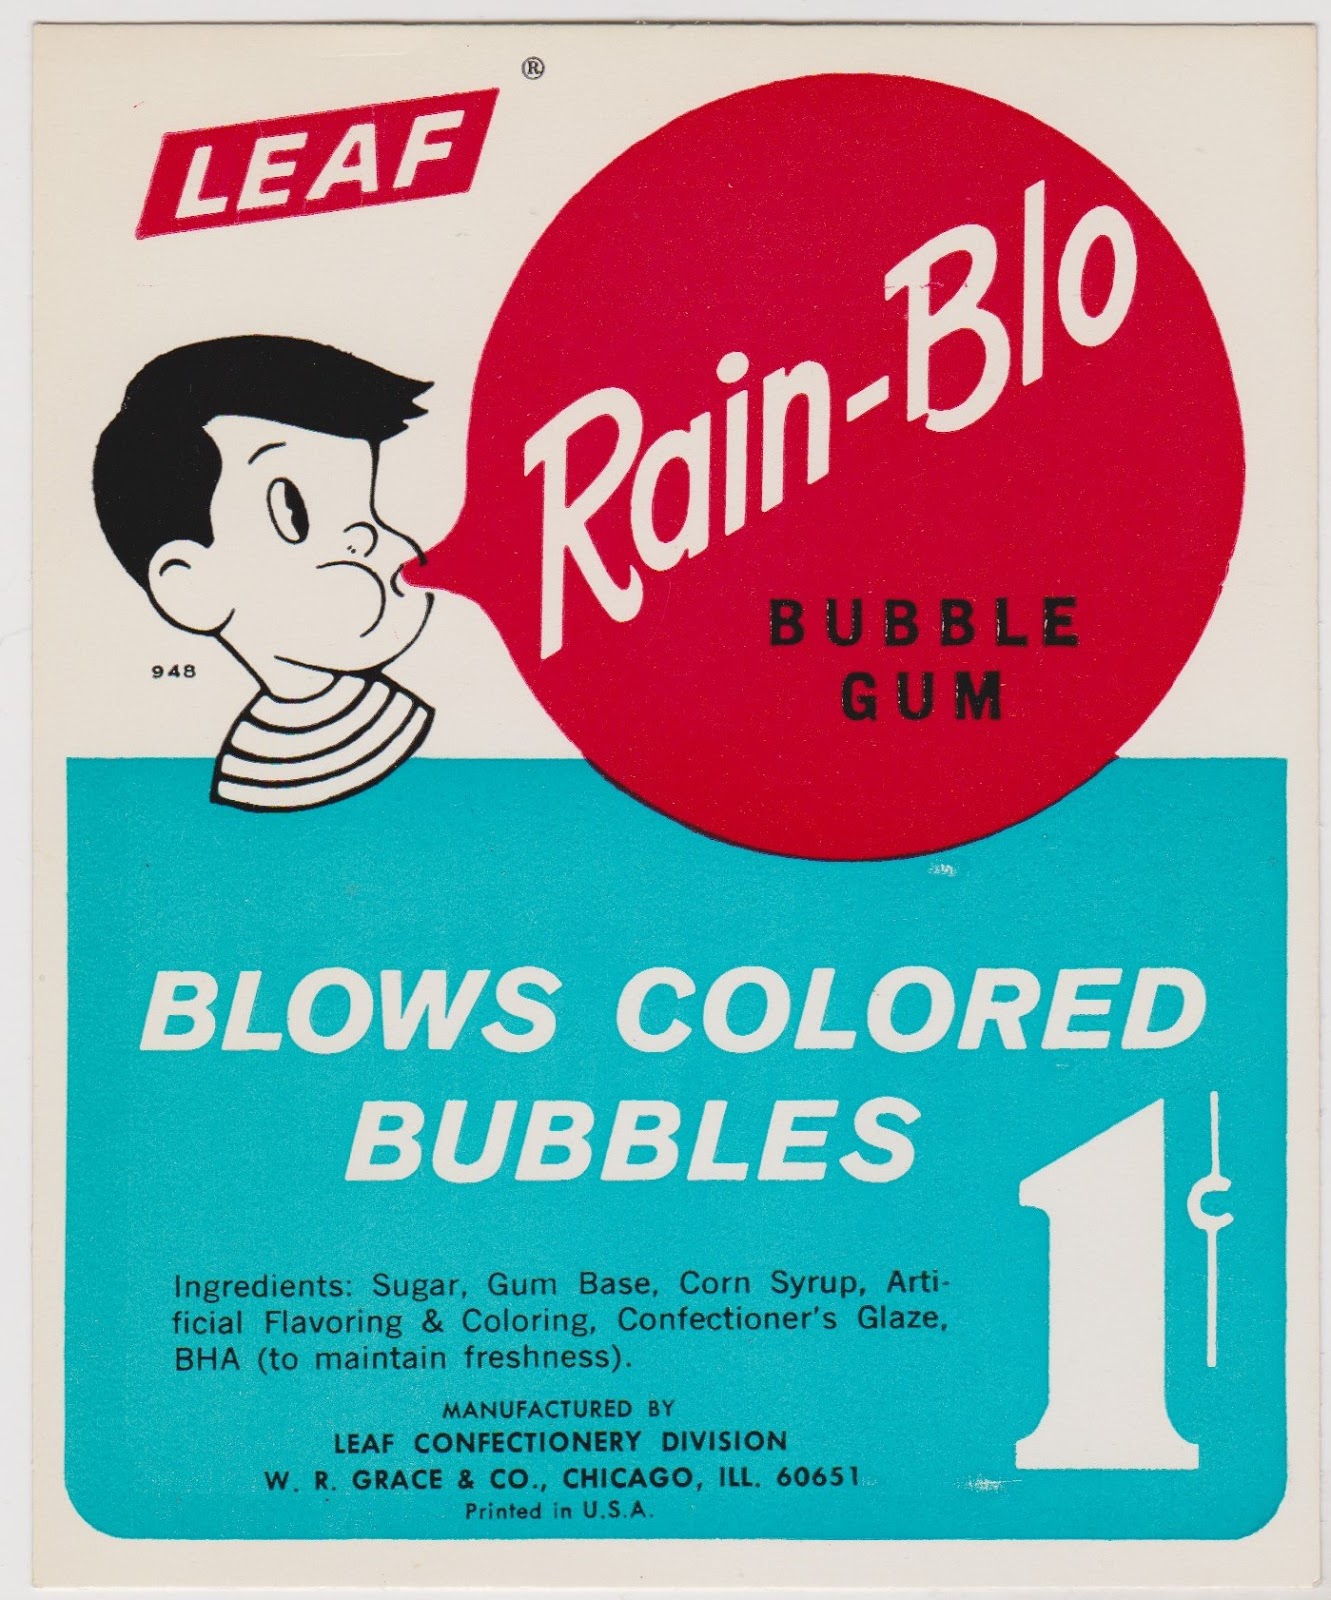 LEAF ®
Rain-Blo
BUBBLE
GUM
948
BLOWS COLORED
BUBBLES
1¢
Ingredients: Sugar, Gum Base, Corn Syrup, Arti-
ficial Flavoring & Coloring, Confectioner's Glaze,
BHA (to maintain freshness).
MANUFACTURED BY
LEAF CONFECTIONERY DIVISION
W. R. GRACE & CO., CHICAGO, ILL. 60651
Printed in U.S.A.